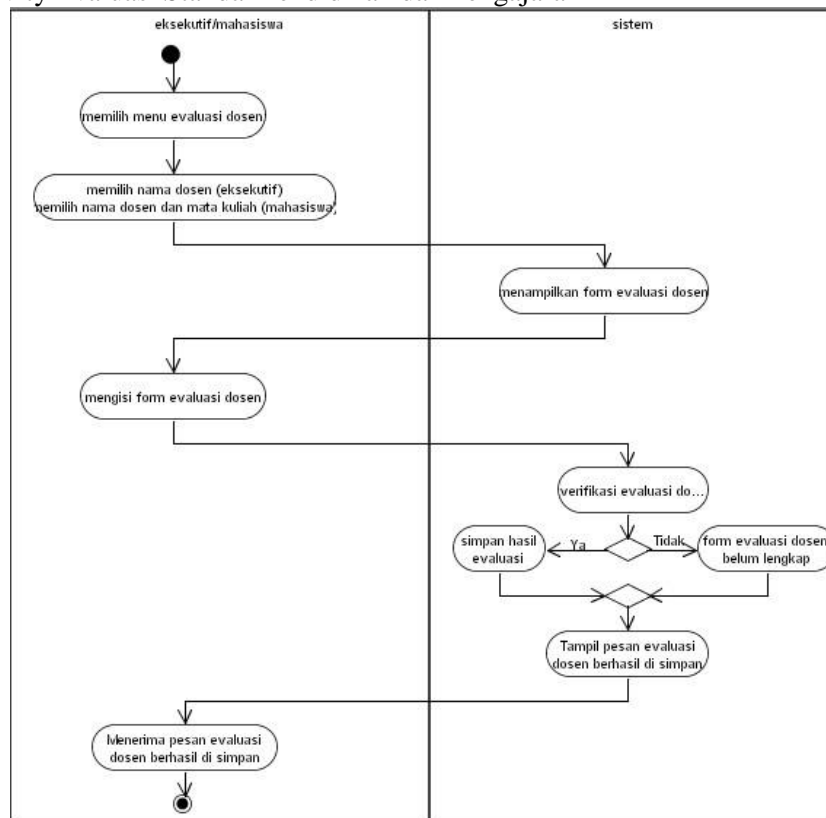 eksekutif/mahasiswa
sistem
memilih menu evaluasi dosen
memilih nama dosen (eksekutif)
memilih nama dosen dan mata kuliah (mahasiswa)
menampilkan form evaluasi dosen
mengisi form evaluasi dosen
verifikasi evaluasi do...
simpan hasil
evaluasi
Ya
Tidak
form evaluasi dosen
belum lengkap
Tampil pesan evaluasi
dosen berhasil di simpan
Menerima pesan evaluasi
dosen berhasil di simpan